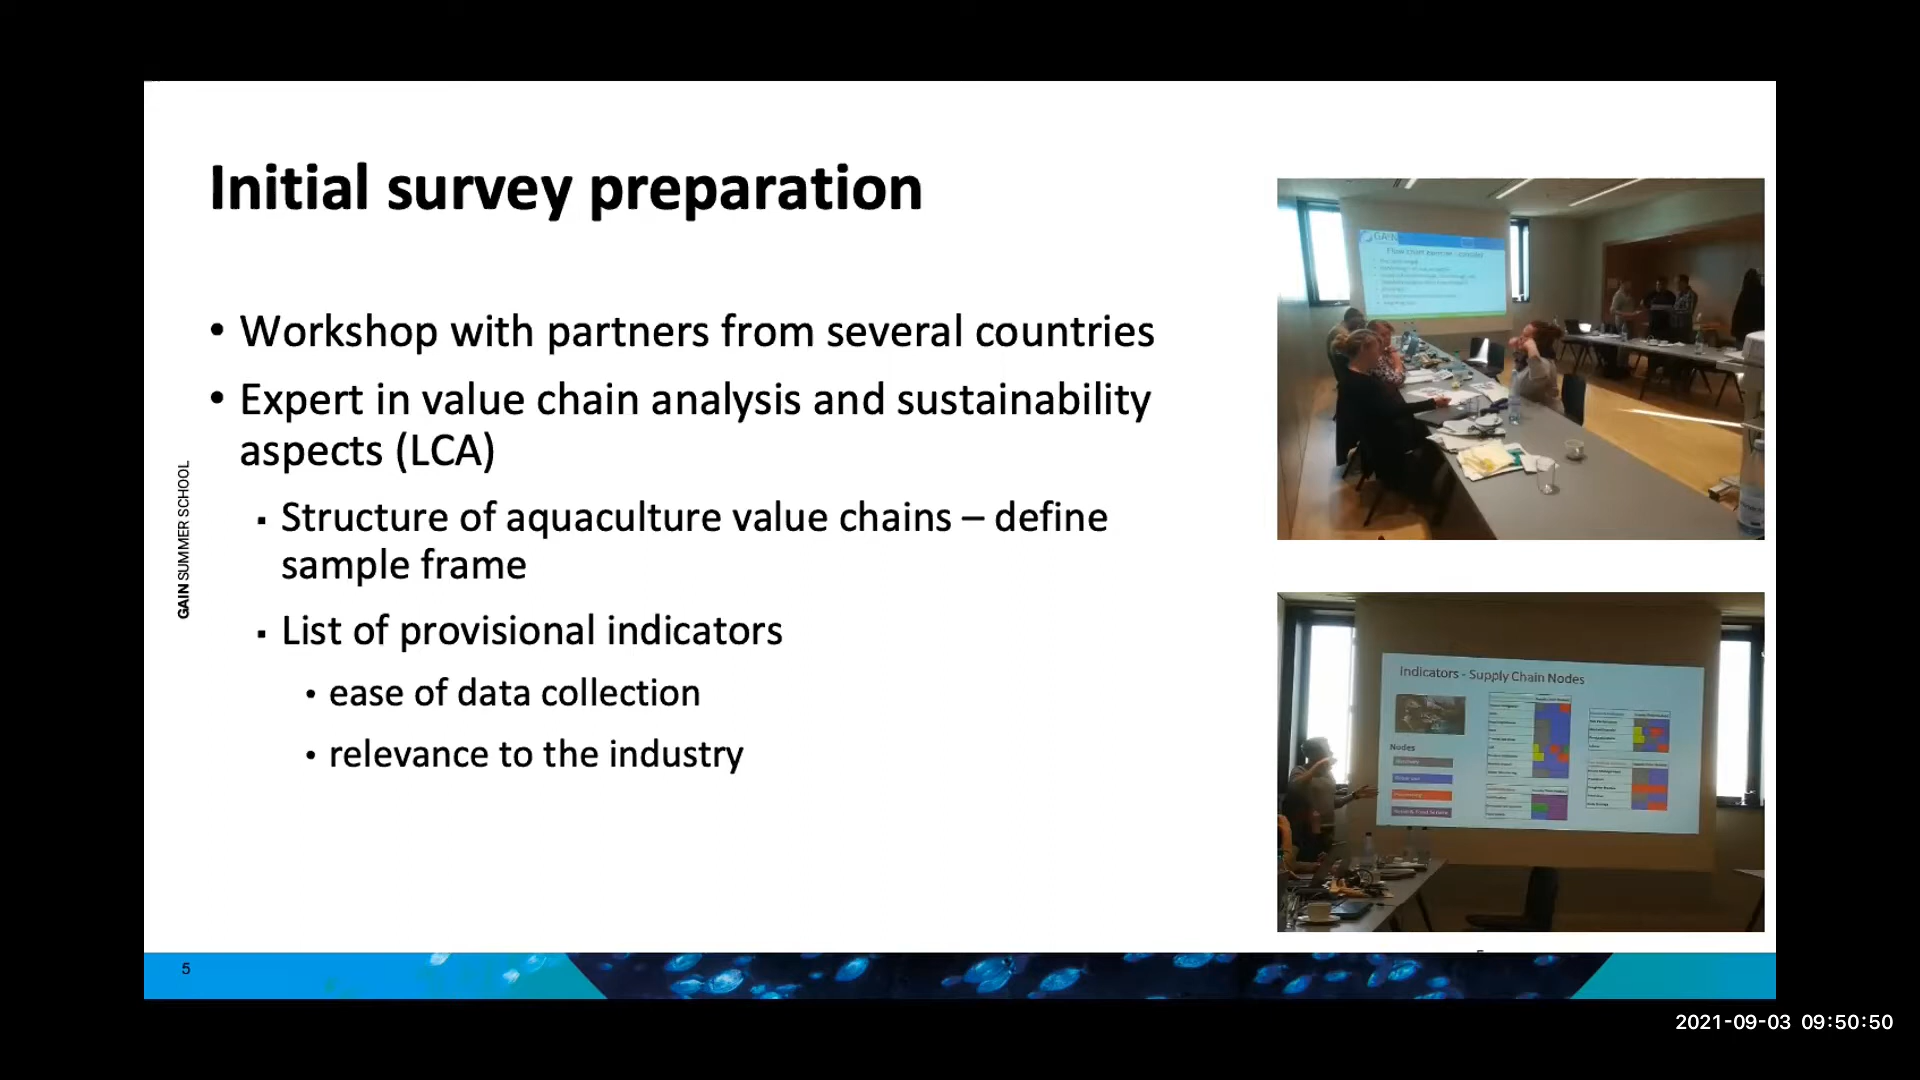 Initial survey preparation
• Workshop with partners from several countries
• Expert in value chain analysis and sustainability
aspects (LCA)
▪ Structure of aquaculture value chains – define
sample frame
▪ List of provisional indicators
• ease of data collection
• relevance to the industry
GAIN SUMMER SCHOOL
GAIN
Indicators - Supply Chain Nodes
Nodes
5
2021-09-03 09:50:50